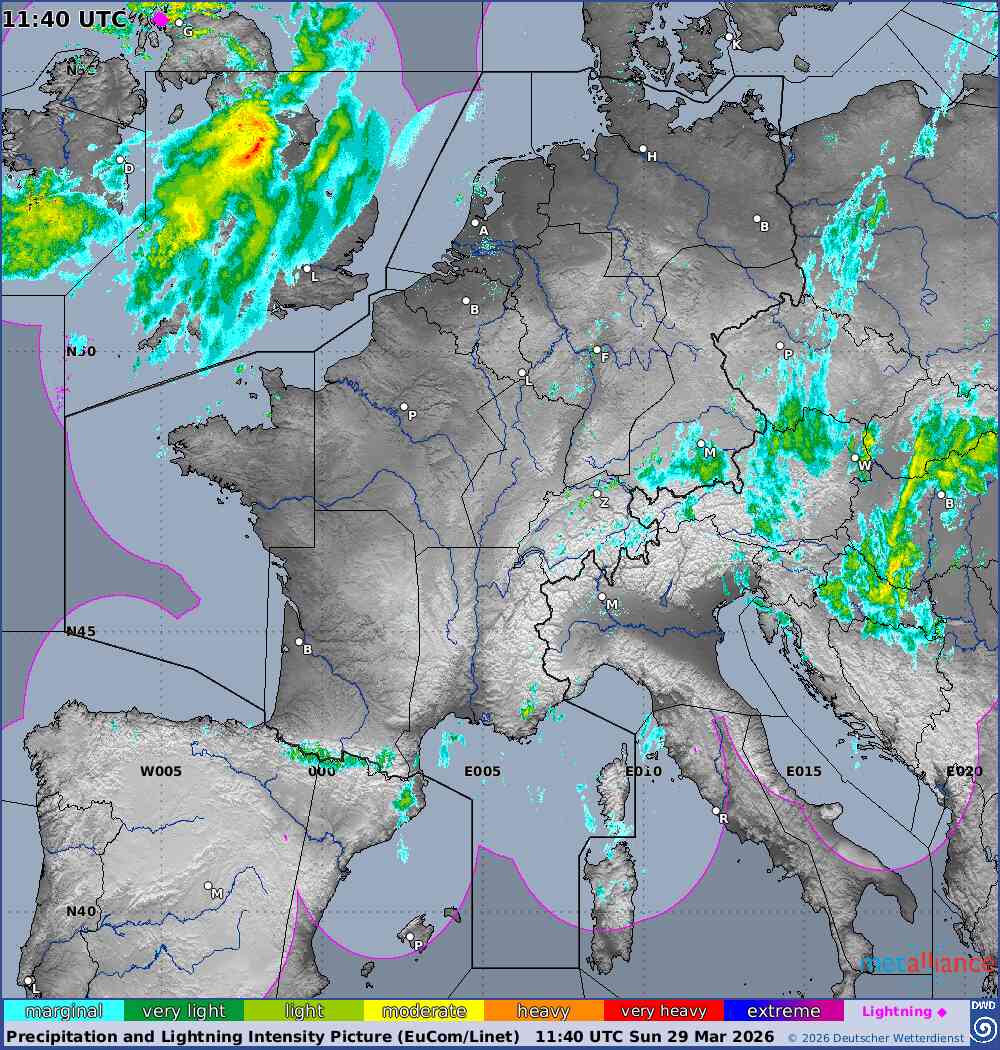 11:40 UTC
G
K
N55
D
H
B
A
L
B
N50
P
F
L
P
M
W
Z
B
M
N45
B
W005
000
E005
E010
E015
E020
R
M
N40
P
L
metalliance
marginal very light light moderate heavy very heavy extreme Lightning ◆ DWD
Precipitation and Lightning Intensity Picture (EuCom/Linet) 11:40 UTC Sun 29 Mar 2026 © 2026 Deutscher Wetterdienst